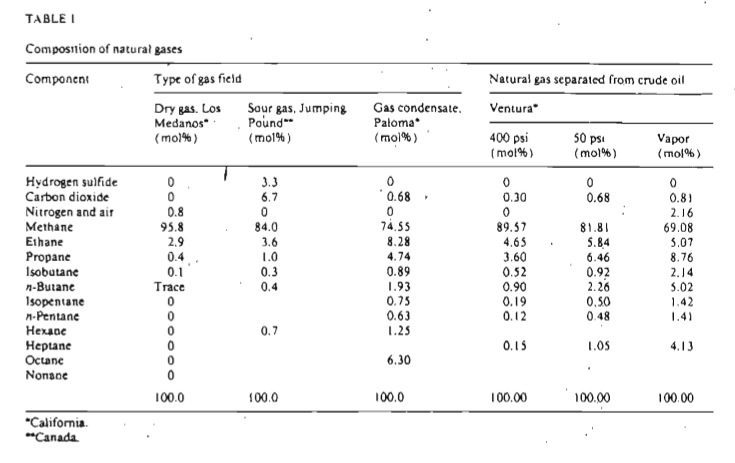 TABLE I
Composition of natural gases
Component Type of gas field Natural gas separated from crude oil
Dry gas. Los Sour gas, Jumping Gas condensate. Ventura*
Medanos* Pound** Paloma*
(mol%) (mol%) (mol%) 400 psi 50 psi Vapor
(mol%) (mol%) (mol%)
Hydrogen sulfide 0 3.3 0 0 0 0
Carbon dioxide 0 6.7 0.68 0.30 0.68 0.81
Nitrogen and air 0.8 0 0 0 2.16
Methane 95.8 84.0 74.55 89.57 81.81 69.08
Ethane 2.9 3.6 8.28 4.65 5.84 5.07
Propane 0.4 1.0 4.74 3.60 6.46 8.76
Isobutane 0.1 0.3 0.89 0.52 0.92 2.14
n-Butane Trace 0.4 1.93 0.90 2.26 5.02
Isopentane 0 0.75 0.19 0.50 1.42
n-Pentane 0 0.63 0.12 0.48 1.41
Hexane 0 0.7 1.25
Heptane 0 0.15 1.05 4.13
Octane 0 6.30
Nonane 0
100.0 100.0 100.0 100.00 100.00 100.00
*California.
**Canada.